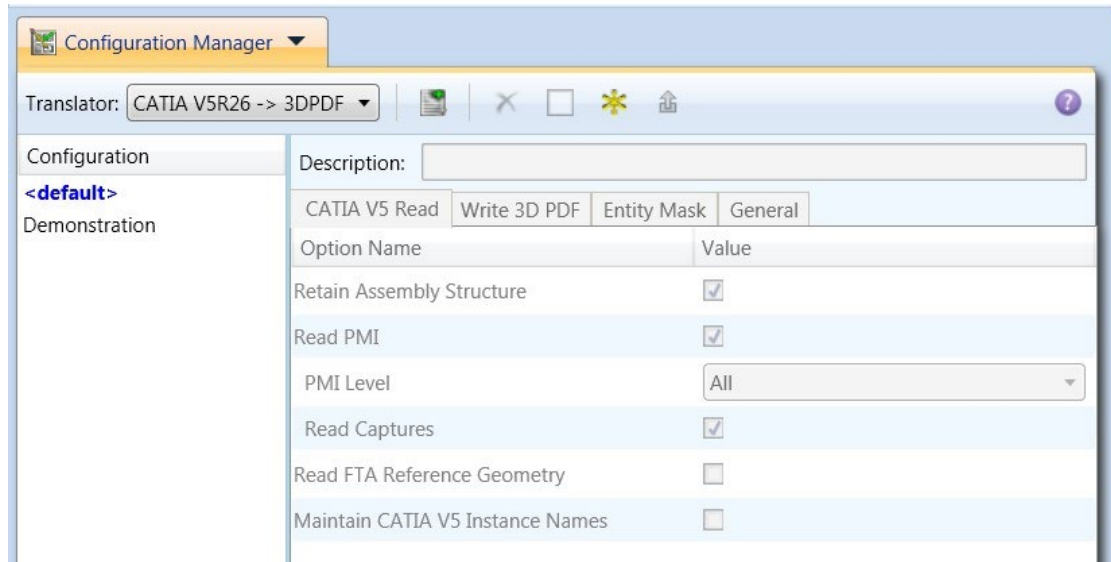 Configuration Manager
Translator: CATIA V5R26 -> 3DPDF
Configuration
Description:
<default>
Demonstration
CATIA V5 Read Write 3D PDF Entity Mask General
Option Name Value
Retain Assembly Structure
Read PMI
PMI Level All
Read Captures
Read FTA Reference Geometry
Maintain CATIA V5 Instance Names